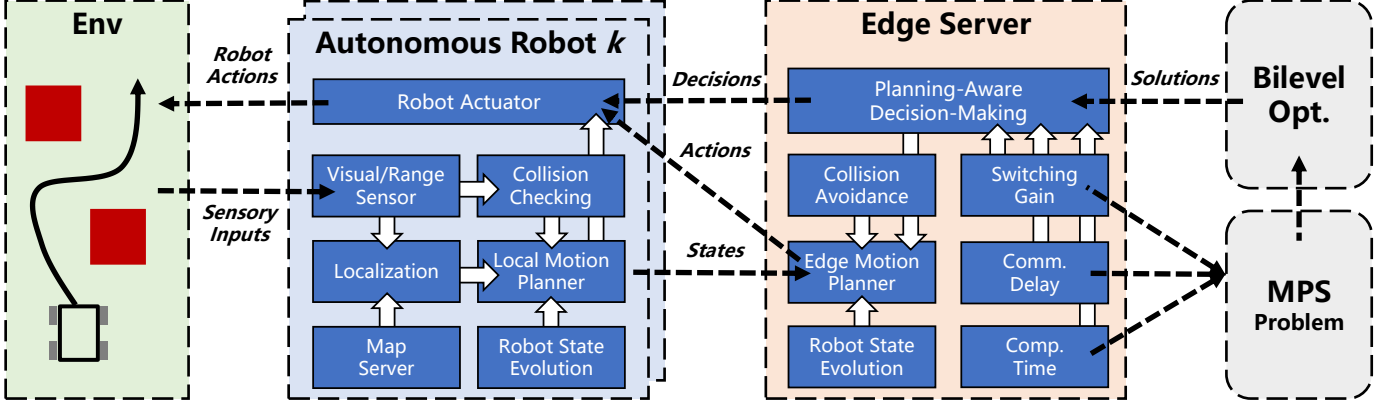 Env
Robot
Actions
Sensory
Inputs
Autonomous Robot k
Robot Actuator
Visual/Range
Sensor
Collision
Checking
Localization
Local Motion
Planner
Map
Server
Robot State
Evolution
Decisions
Actions
States
Edge Server
Planning-Aware
Decision-Making
Collision
Avoidance
Switching
Gain
Edge Motion
Planner
Comm.
Delay
Robot State
Evolution
Comp.
Time
Solutions
Bilevel
Opt.
MPS
Problem